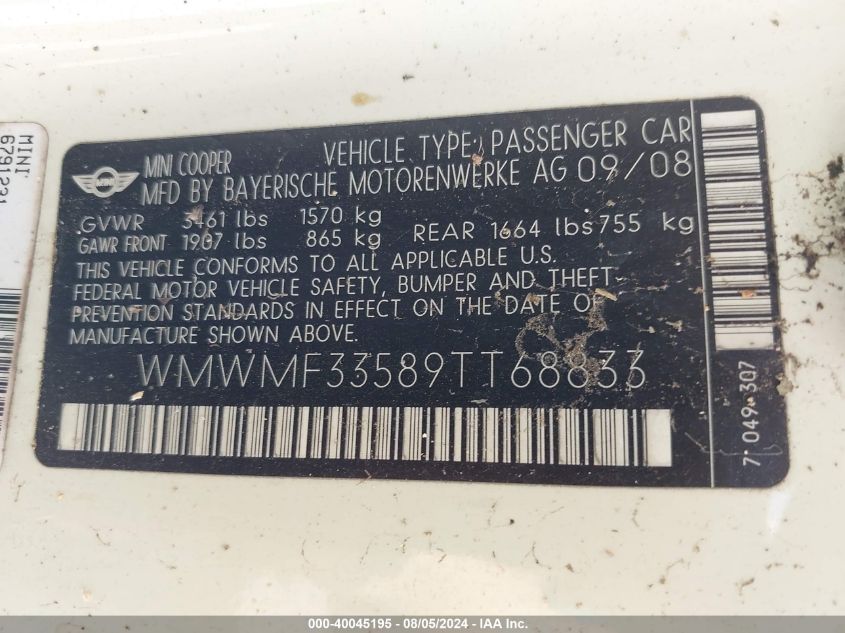 MINI COOPER VEHICLE TYPE: PASSENGER CAR
MFD BY BAYERISCHE MOTORENWERKE AG 09/08
GVWR 3461 lbs 1570 kg
GAWR FRONT 1907 lbs 865 kg REAR 1664 lbs 755 kg
THIS VEHICLE CONFORMS TO ALL APPLICABLE U.S.
FEDERAL MOTOR VEHICLE SAFETY, BUMPER AND THEFT-
PREVENTION STANDARDS IN EFFECT ON THE DATE OF
MANUFACTURE SHOWN ABOVE.
WMWMF33589TT68833
7 049 307
MINI
6791231
000-40045195 - 08/05/2024 - IAA Inc.